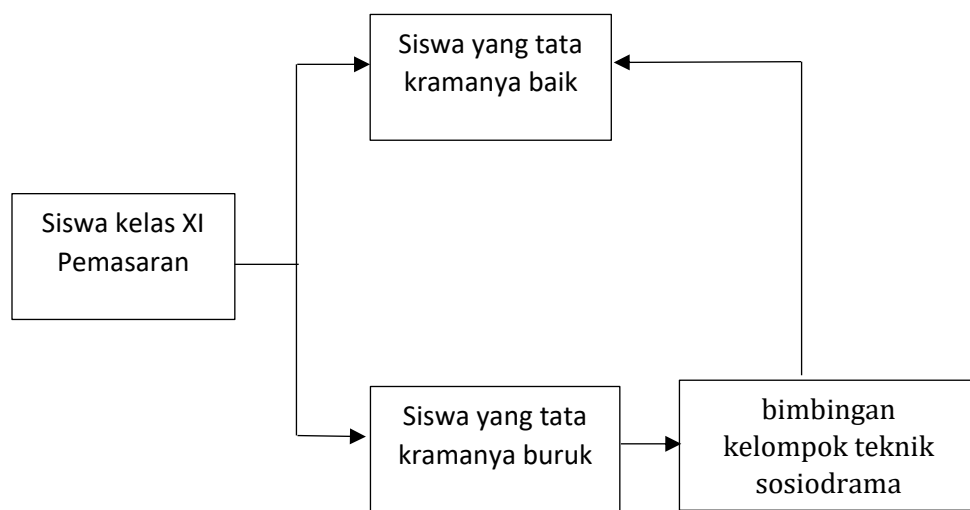 Siswa yang tata
kramanya baik
Siswa kelas XI
Pemasaran
Siswa yang tata
kramanya buruk
bimbingan
kelompok teknik
sosiodrama